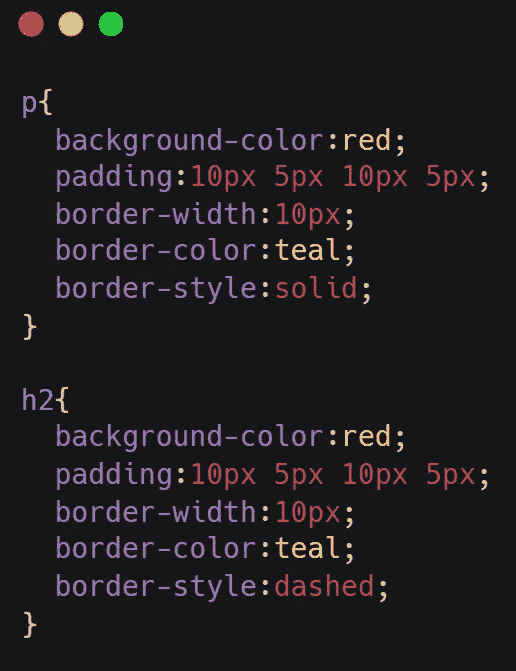 p{
  background-color:red;
  padding:10px 5px 10px 5px;
  border-width:10px;
  border-color:teal;
  border-style:solid;
}

h2{
  background-color:red;
  padding:10px 5px 10px 5px;
  border-width:10px;
  border-color:teal;
  border-style:dashed;
}